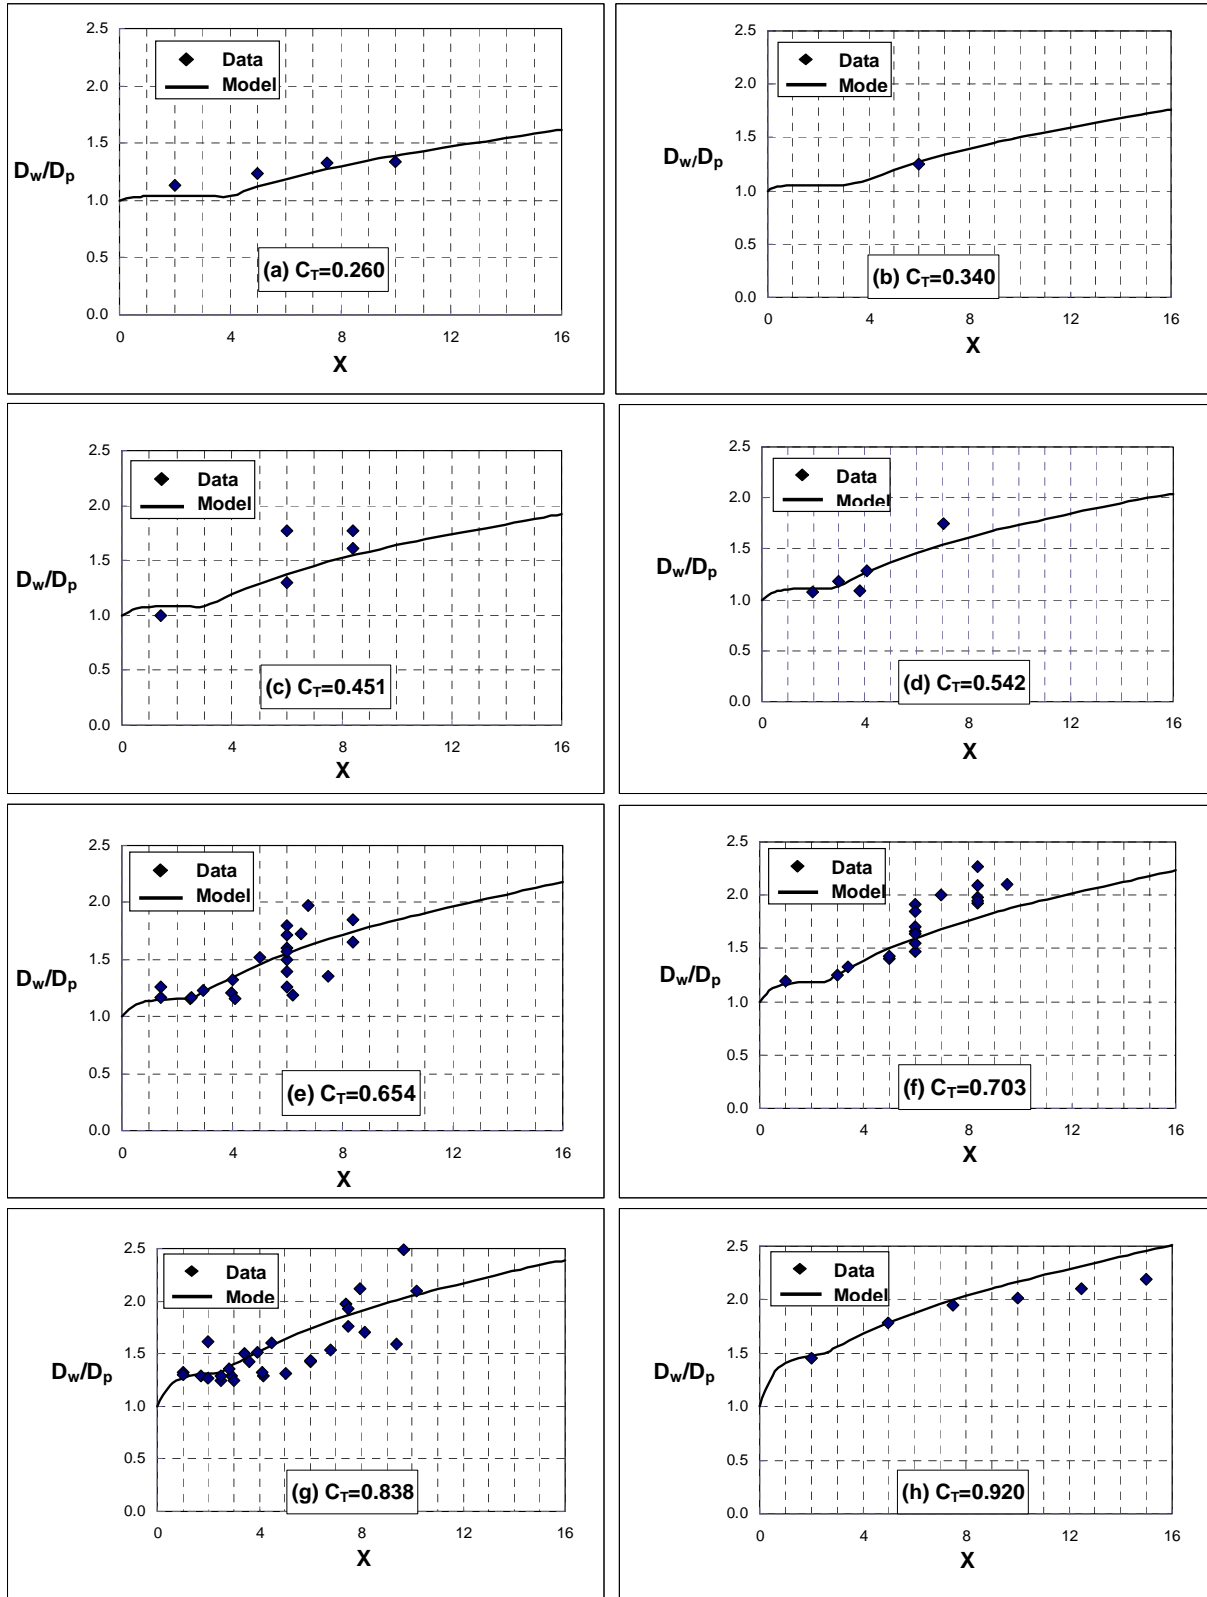 2.5
2.0
1.5
1.0
0.5
0.0
Data
Model
Dw/Dp
(a) CT=0.260
0 4 8 12 16
X
2.5
2.0
1.5
1.0
0.5
0.0
Data
Mode
Dw/Dp
(b) CT=0.340
0 4 8 12 16
X
2.5
2.0
1.5
1.0
0.5
0.0
Data
Model
Dw/Dp
(c) CT=0.451
0 4 8 12 16
X
2.5
2.0
1.5
1.0
0.5
0.0
Data
Model
Dw/Dp
(d) CT=0.542
0 4 8 12 16
X
2.5
2.0
1.5
1.0
0.5
0.0
Data
Model
Dw/Dp
(e) CT=0.654
0 4 8 12 16
X
2.5
2.0
1.5
1.0
0.5
0.0
Data
Model
Dw/Dp
(f) CT=0.703
0 4 8 12 16
X
2.5
2.0
1.5
1.0
0.5
0.0
Data
Mode
Dw/Dp
(g) CT=0.838
0 4 8 12 16
X
2.5
2.0
1.5
1.0
0.5
0.0
Data
Model
Dw/Dp
(h) CT=0.920
0 4 8 12 16
X